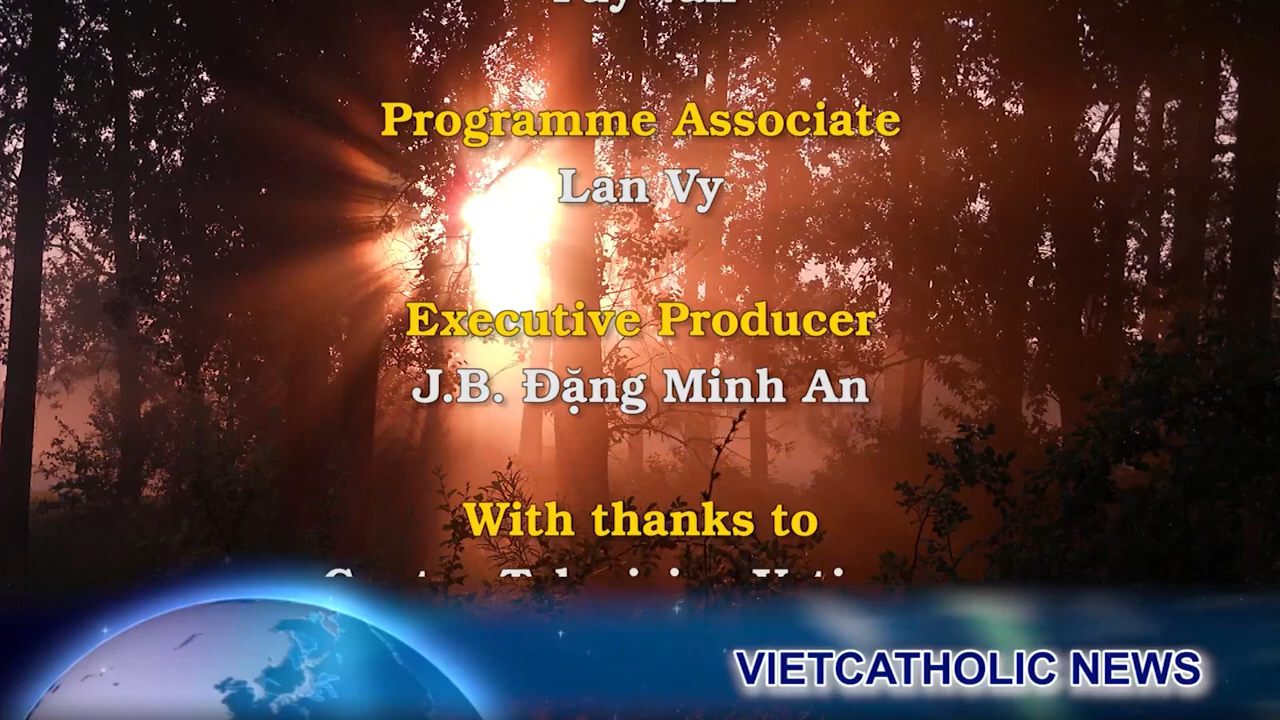 Programme Associate
Lan Vy
Executive Producer
J.B. Đặng Minh An
With thanks to
VIETCATHOLIC NEWS